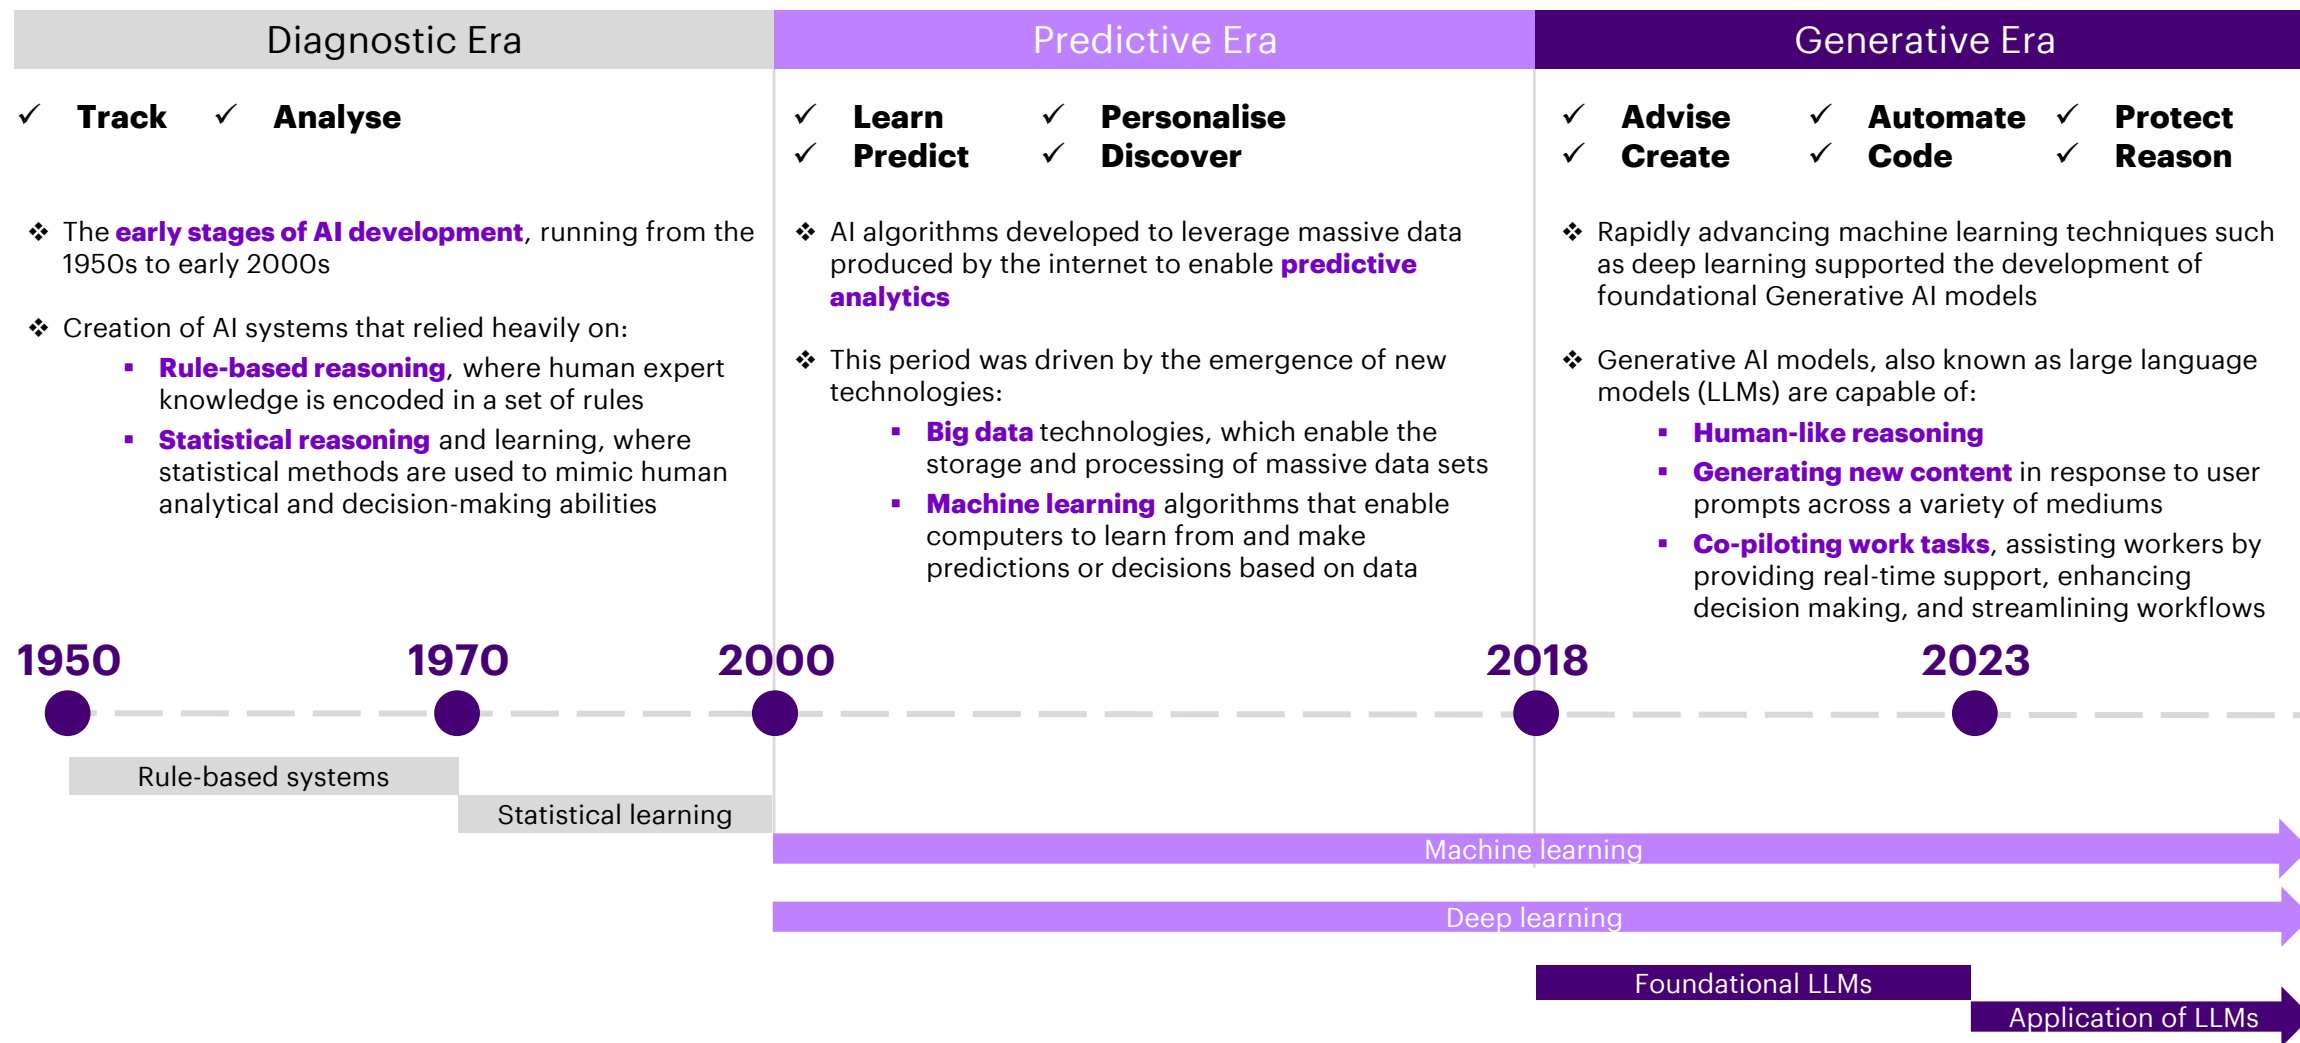 Diagnostic Era
Track
Analyse
The early stages of AI development, running from the
1950s to early 2000s
Creation of AI systems that relied heavily on:
Rule-based reasoning, where human expert
knowledge is encoded in a set of rules
Statistical reasoning and learning, where
statistical methods are used to mimic human
analytical and decision-making abilities
Predictive Era
Learn
Personalise
Predict
Discover
AI algorithms developed to leverage massive data
produced by the internet to enable predictive
analytics
This period was driven by the emergence of new
technologies:
Big data technologies, which enable the
storage and processing of massive data sets
Machine learning algorithms that enable
computers to learn from and make
predictions or decisions based on data
Generative Era
Advise
Automate
Protect
Create
Code
Reason
Rapidly advancing machine learning techniques such
as deep learning supported the development of
foundational Generative AI models
Generative AI models, also known as large language
models (LLMs) are capable of:
Human-like reasoning
Generating new content in response to user
prompts across a variety of mediums
Co-piloting work tasks, assisting workers by
providing real-time support, enhancing
decision making, and streamlining workflows
1950
1970
2000
2018
2023
Rule-based systems
Statistical learning
Machine learning
Deep learning
Foundational LLMs
Application of LLMs